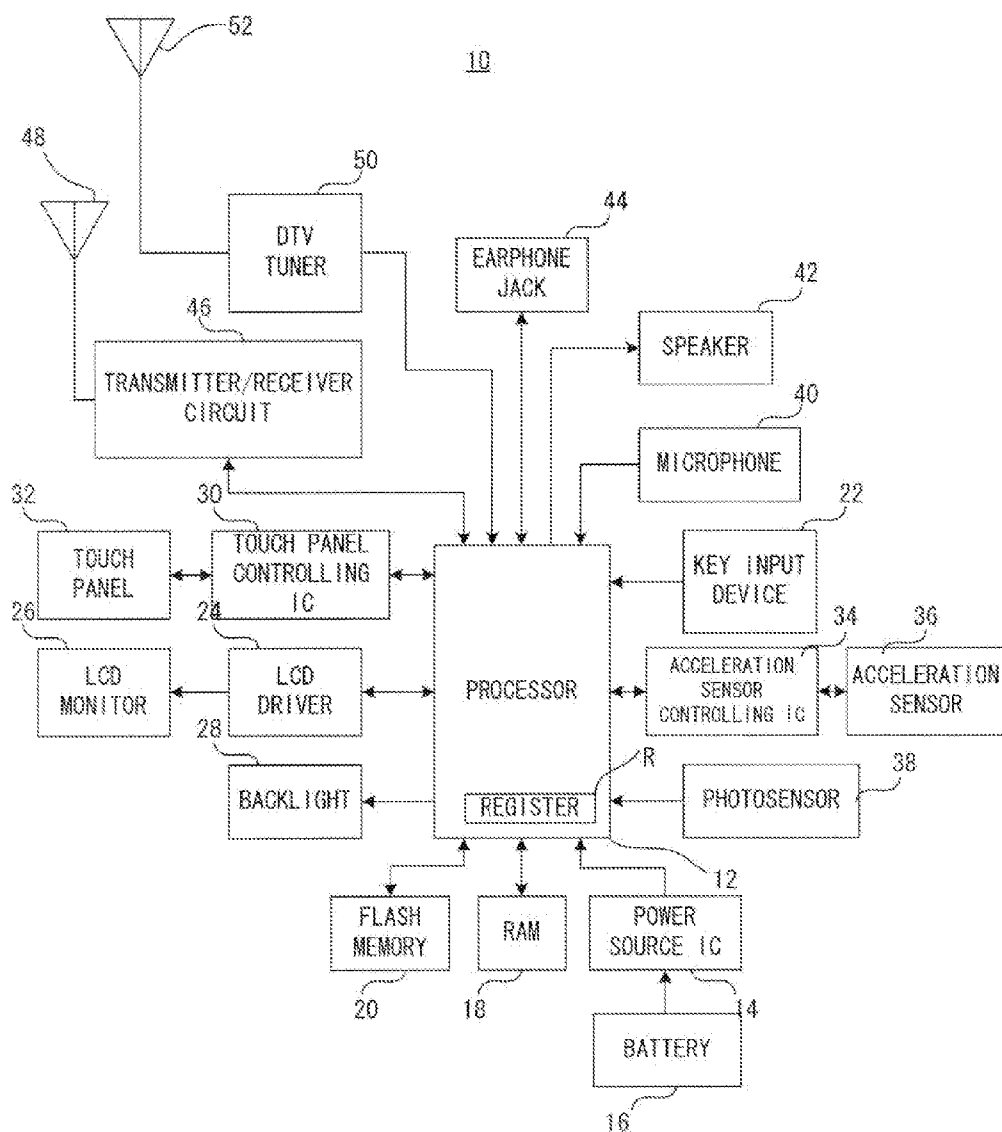 52
10
48
50
DTV
TUNER
44
EARPHONE
JACK
42
SPEAKER
46
TRANSMITTER/RECEIVER
CIRCUIT
40
MICROPHONE
32
TOUCH
PANEL
30
TOUCH PANEL
CONTROLLING
IC
22
KEY INPUT
DEVICE
26
LCD
MONITOR
24
LCD
DRIVER
PROCESSOR
34
ACCELERATION
SENSOR
CONTROLLING IC
36
ACCELERATION
SENSOR
28
BACKLIGHT
R
REGISTER
38
PHOTOSENSOR
12
FLASH
MEMORY
20
RAM
18
POWER
SOURCE IC
14
BATTERY
16